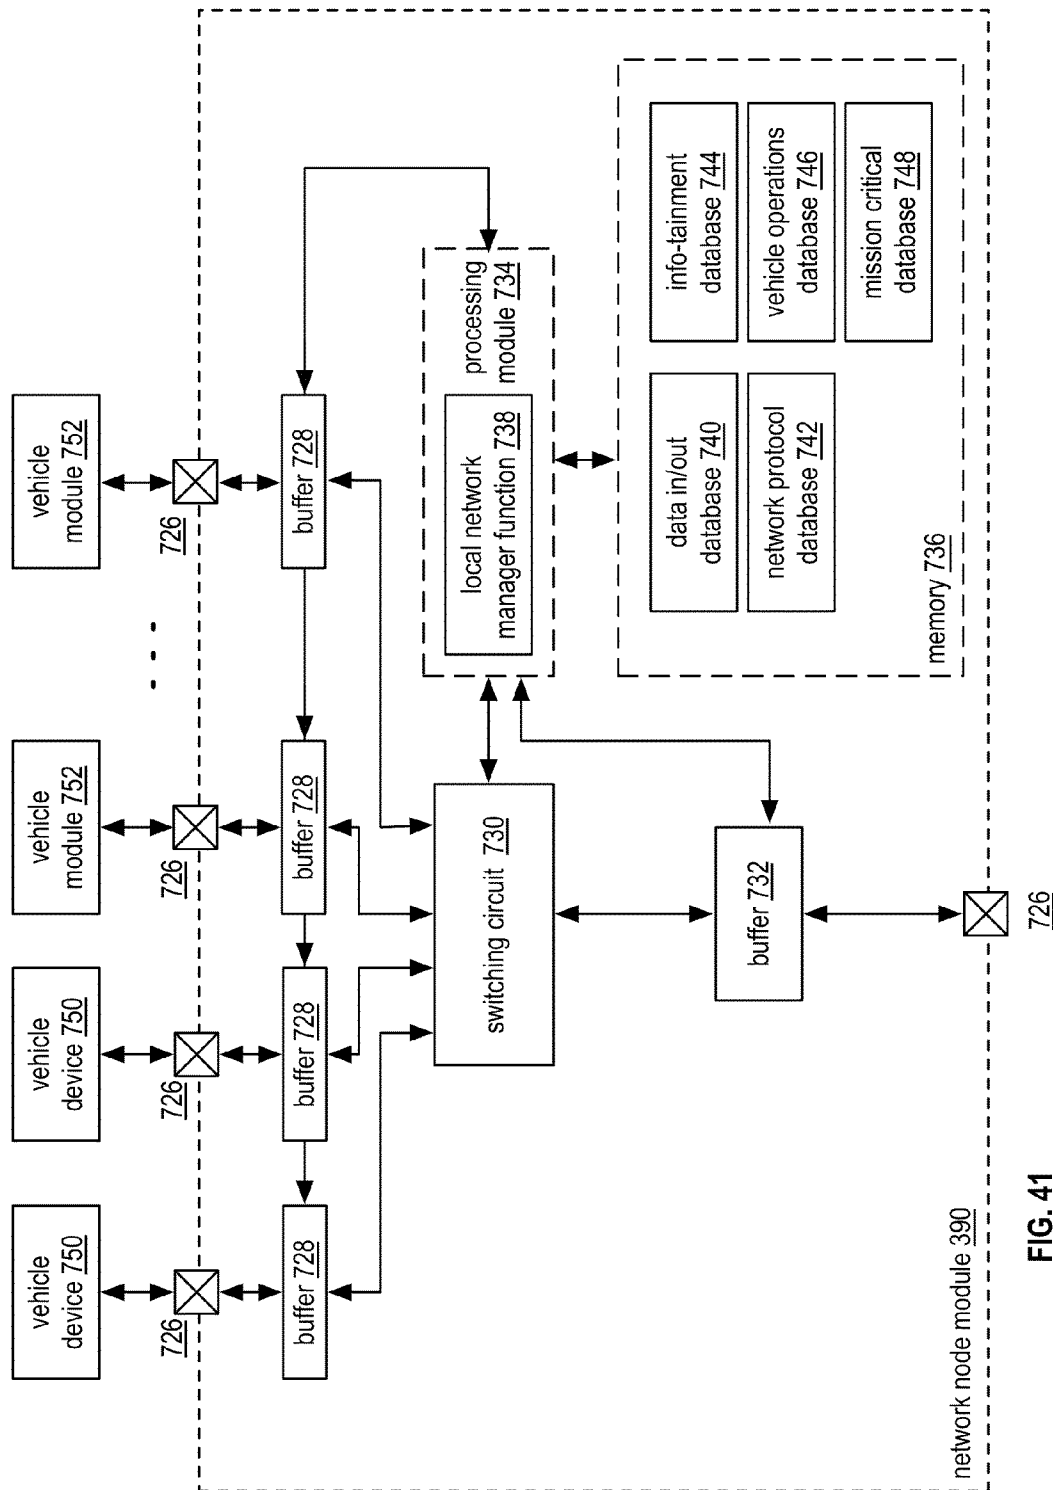 vehicle
device 750
vehicle
device 750
vehicle
module 752
vehicle
module 752
726
726
726
726
buffer 728
buffer 728
buffer 728
buffer 728
switching circuit 730
local network
manager function 738
processing
module 734
buffer 732
data in/out
database 740
network protocol
database 742
info-tainment
database 744
vehicle operations
database 746
mission critical
database 748
memory 736
network node module 390
726
FIG. 41